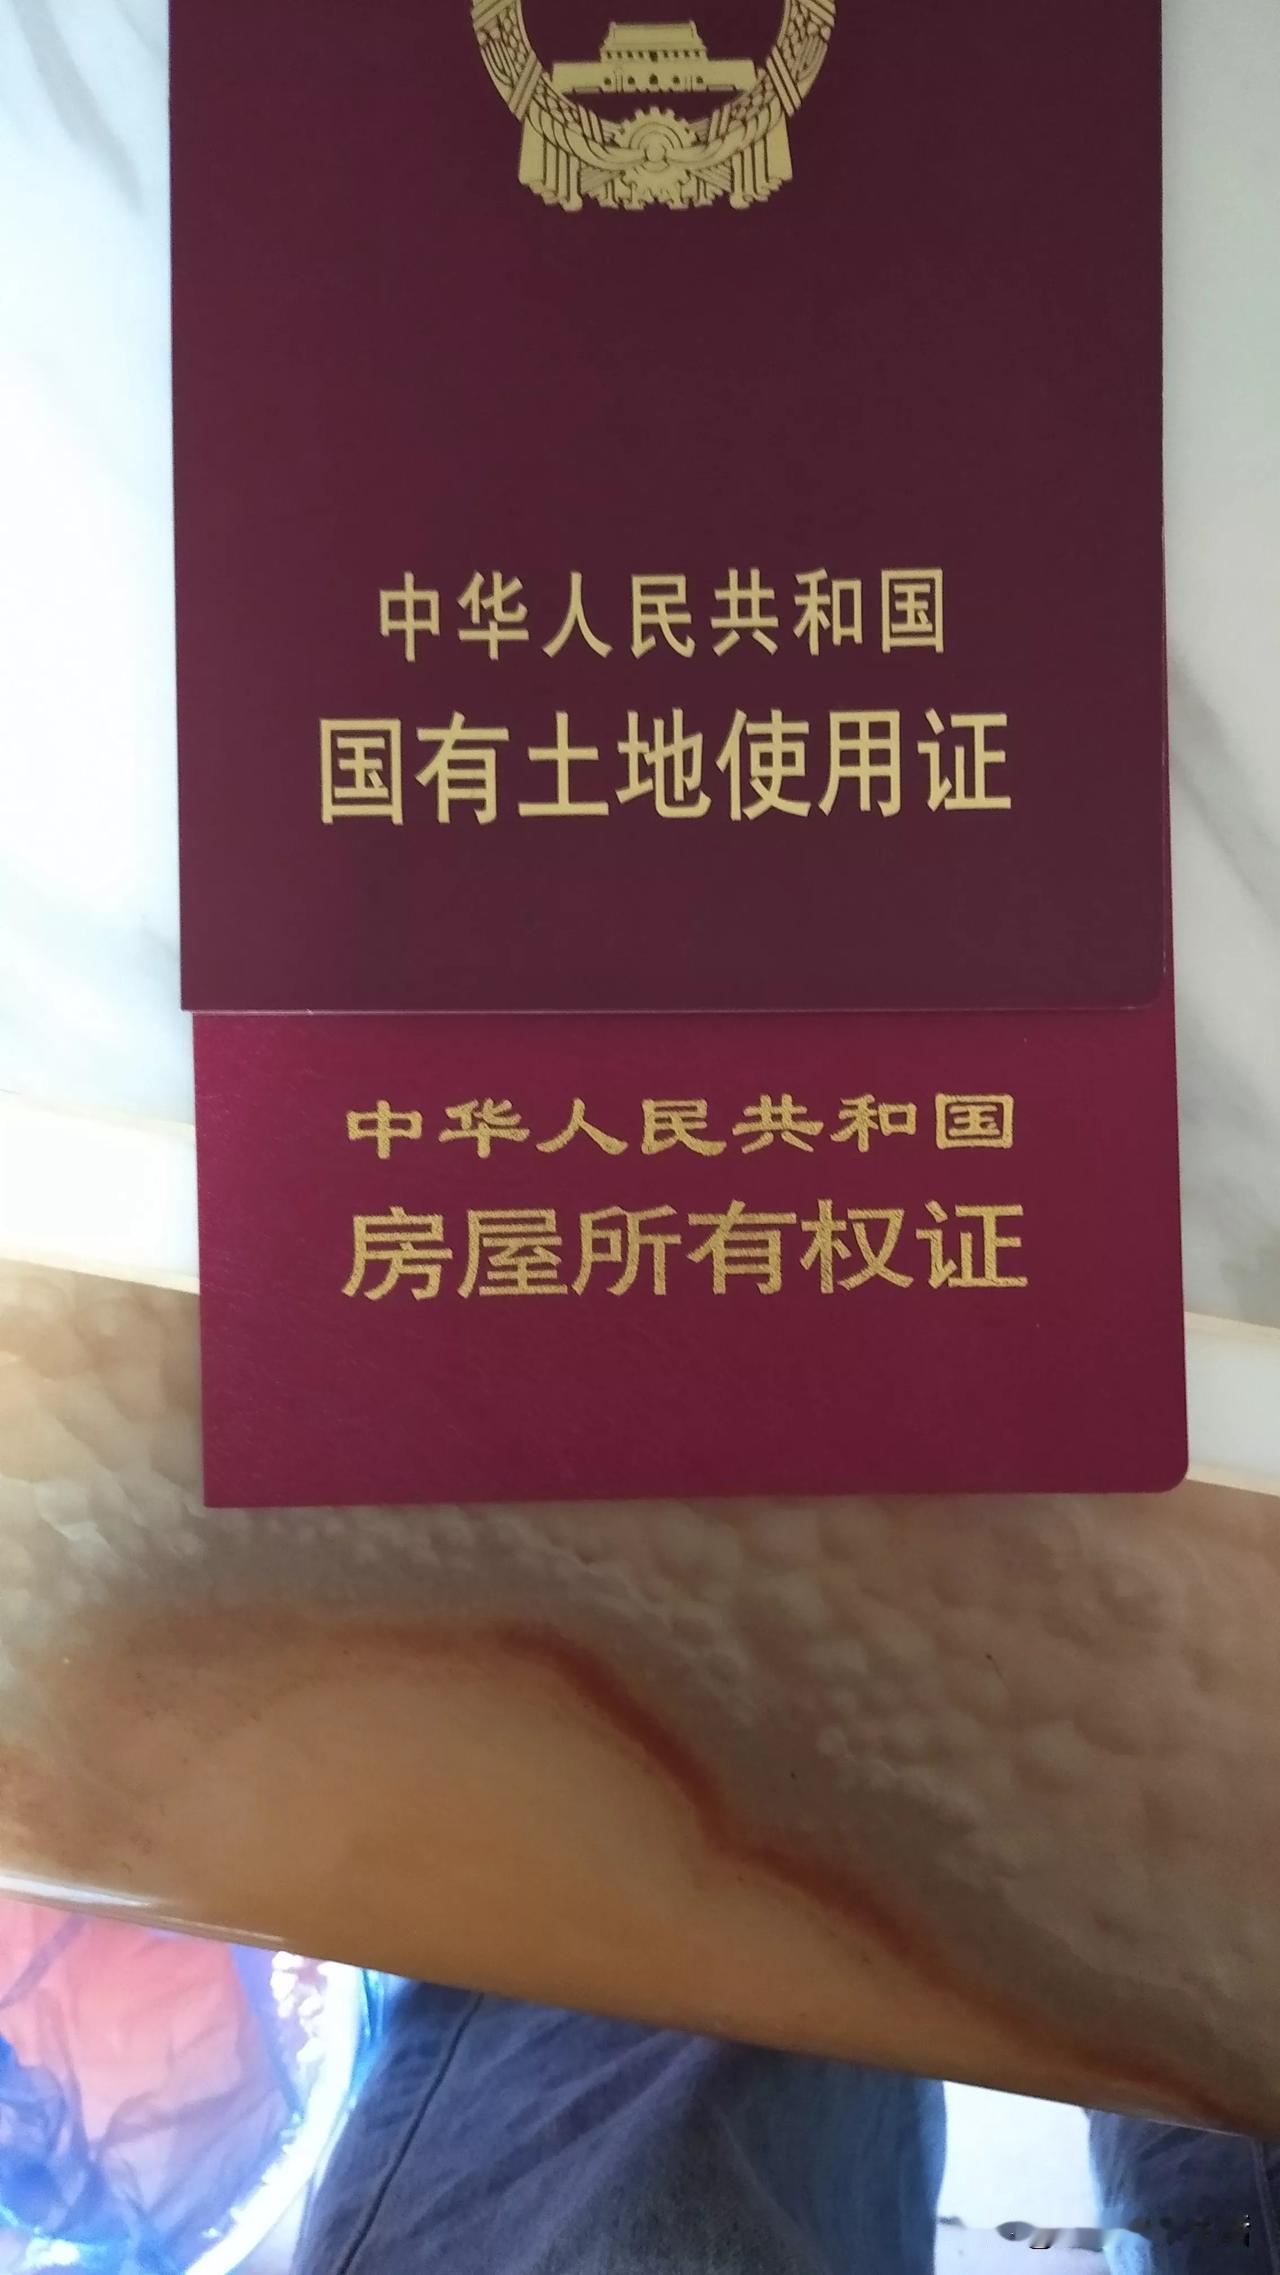 中华人民共和国
国有土地使用证
中华人民共和国
房屋所有权证